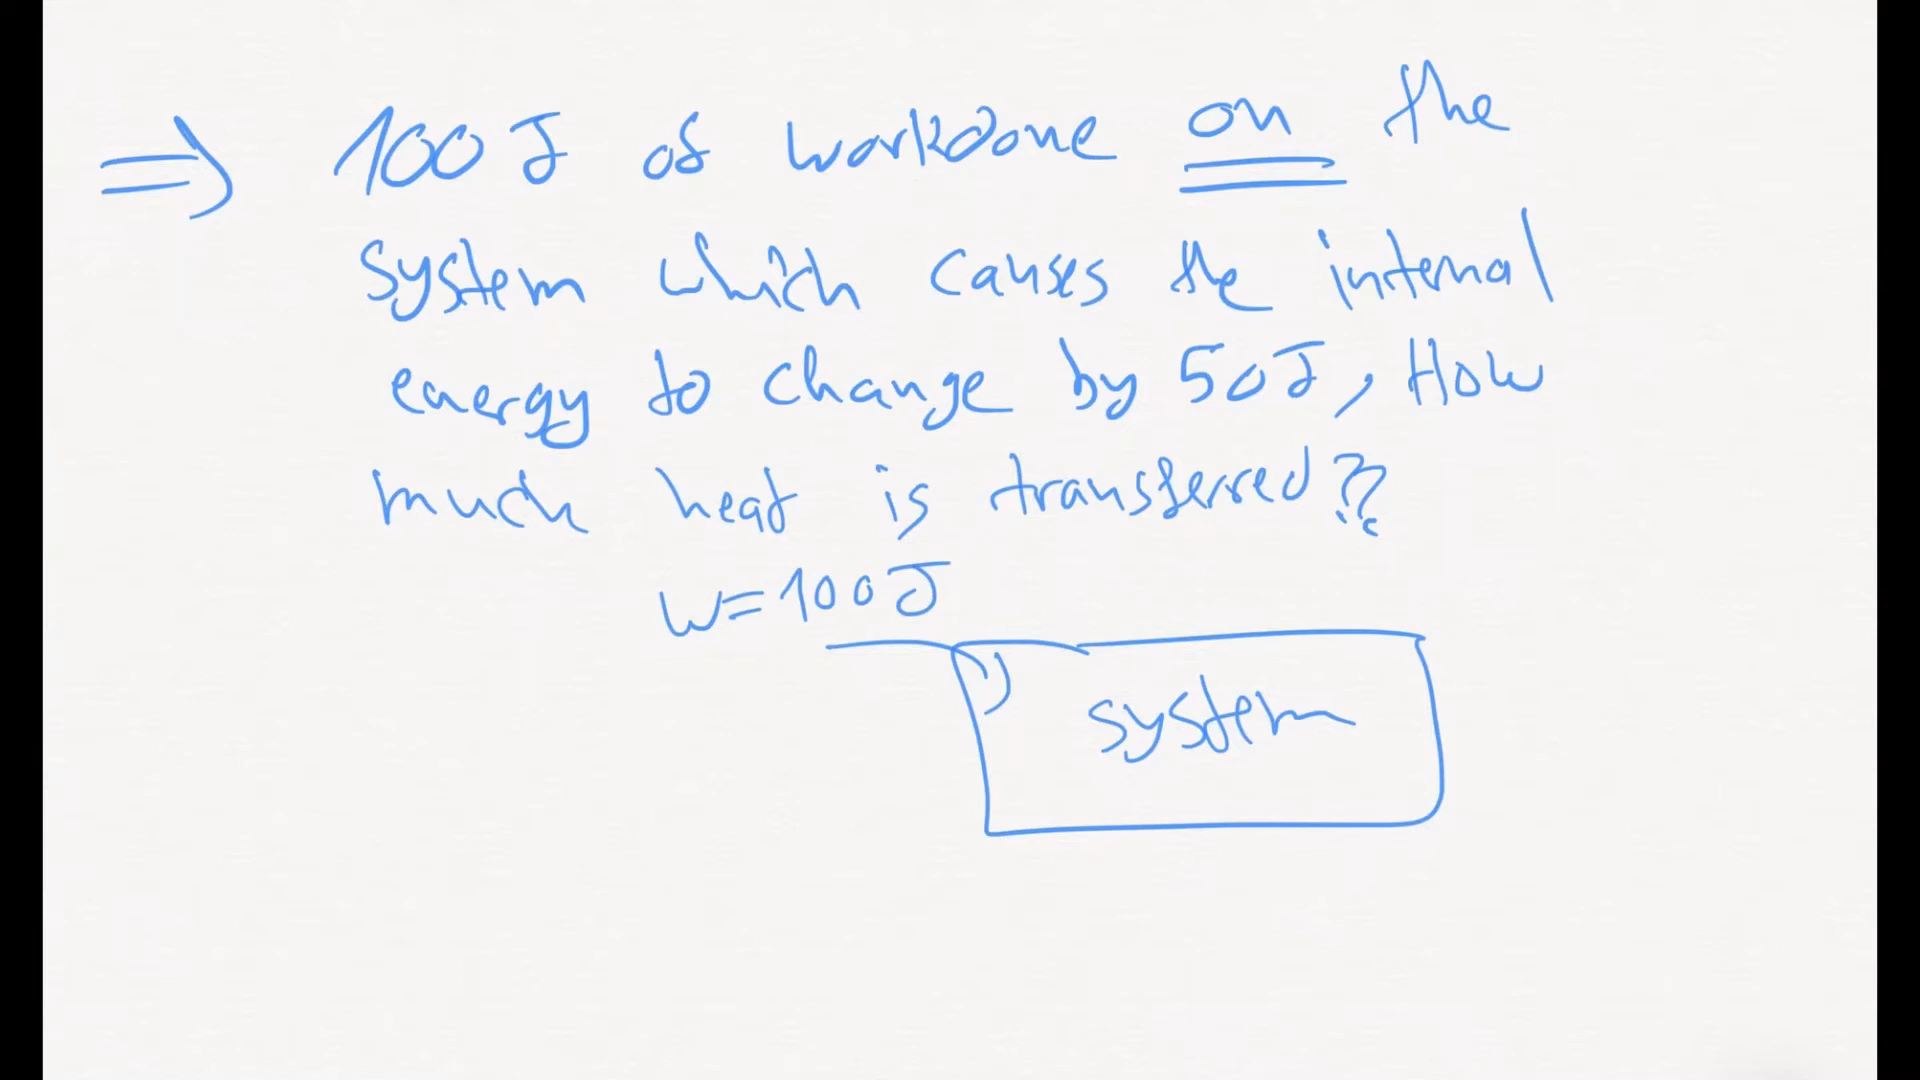 ⇒ 100J of workdone on the
system which causes the internal
energy to change by 50J, How
much heat is transferred??
W=100J
system